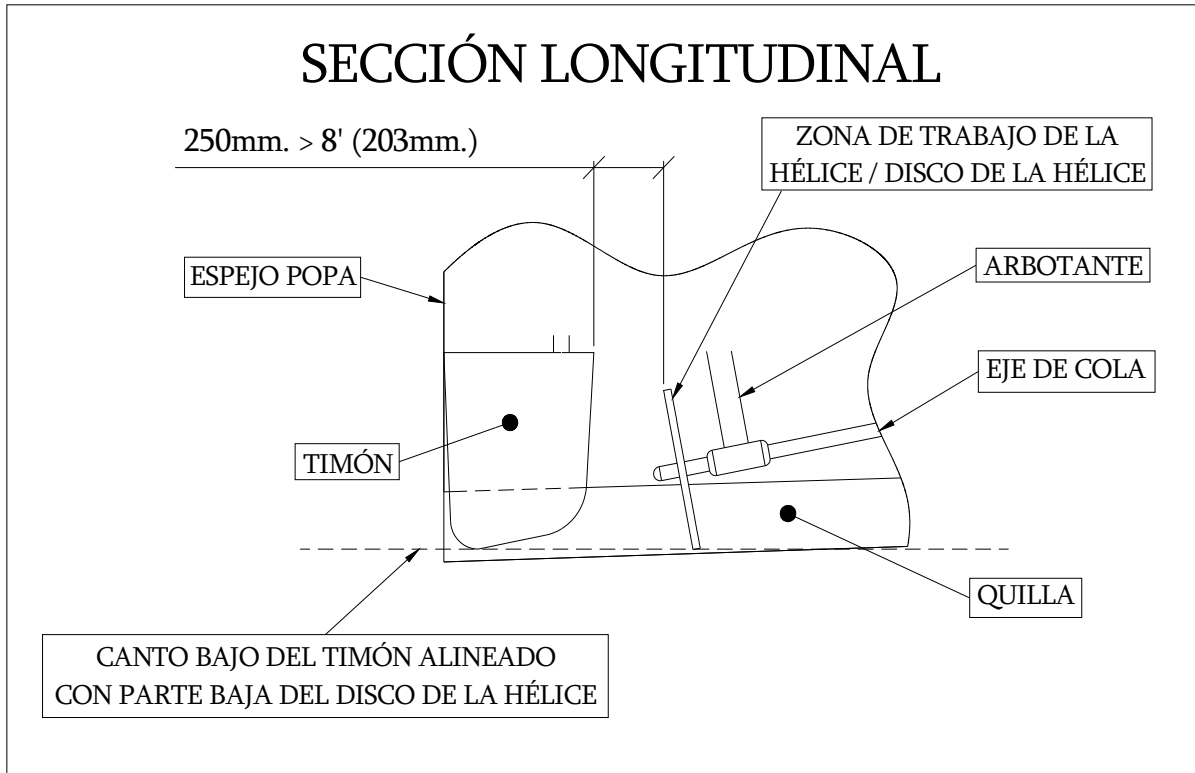 SECCIÓN LONGITUDINAL
250mm. > 8' (203mm.)
ZONA DE TRABAJO DE LA
HÉLICE / DISCO DE LA HÉLICE
ESPEJO POPA
ARBOTANTE
EJE DE COLA
TIMÓN
QUILLA
CANTO BAJO DEL TIMÓN ALINEADO
CON PARTE BAJA DEL DISCO DE LA HÉLICE